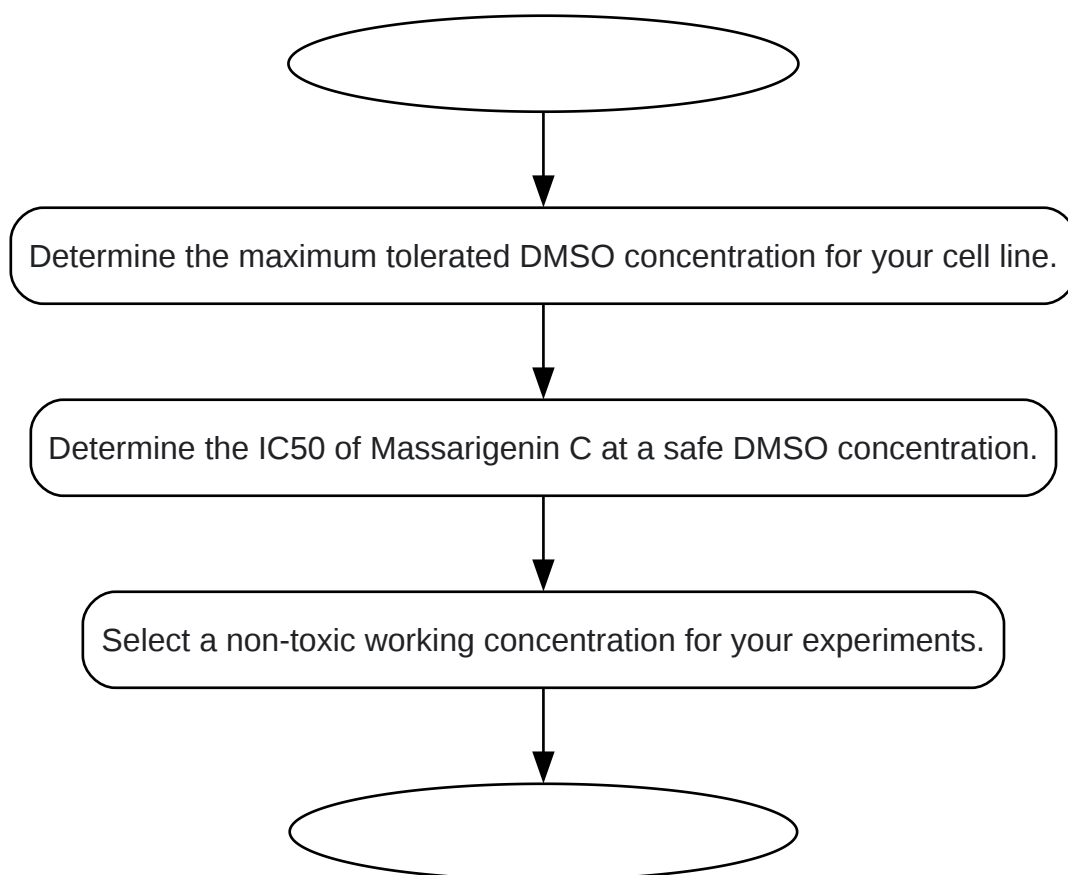 Determine the maximum tolerated DMSO concentration for your cell line.
Determine the IC50 of Massarigenin C at a safe DMSO concentration.
Select a non-toxic working concentration for your experiments.